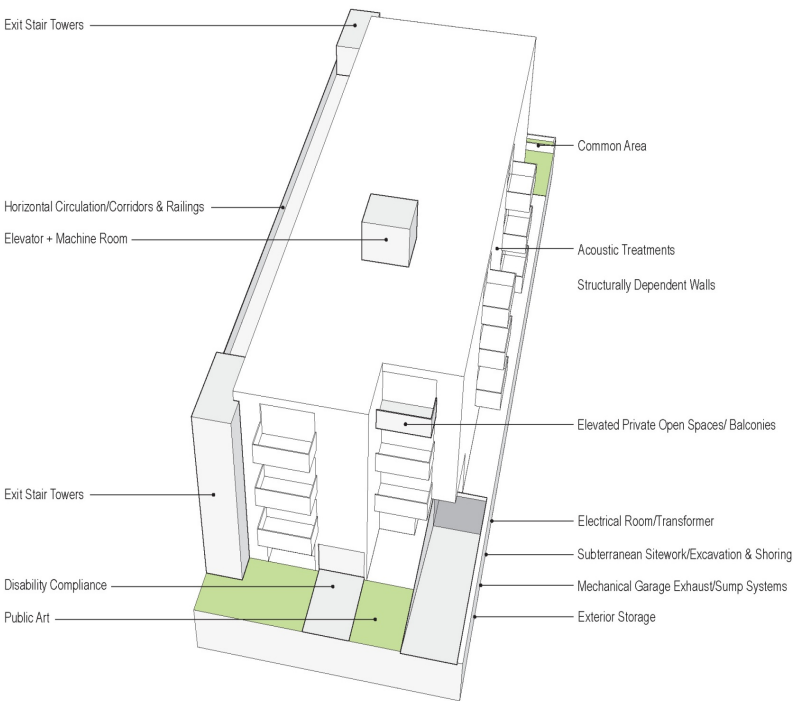 Exit Stair Towers
Horizontal Circulation/Corridors & Railings
Elevator + Machine Room
Exit Stair Towers
Disability Compliance
Public Art
Common Area
Acoustic Treatments
Structurally Dependent Walls
Elevated Private Open Spaces/ Balconies
Electrical Room/Transformer
Subterranean Sitework/Excavation & Shoring
Mechanical Garage Exhaust/Sump Systems
Exterior Storage